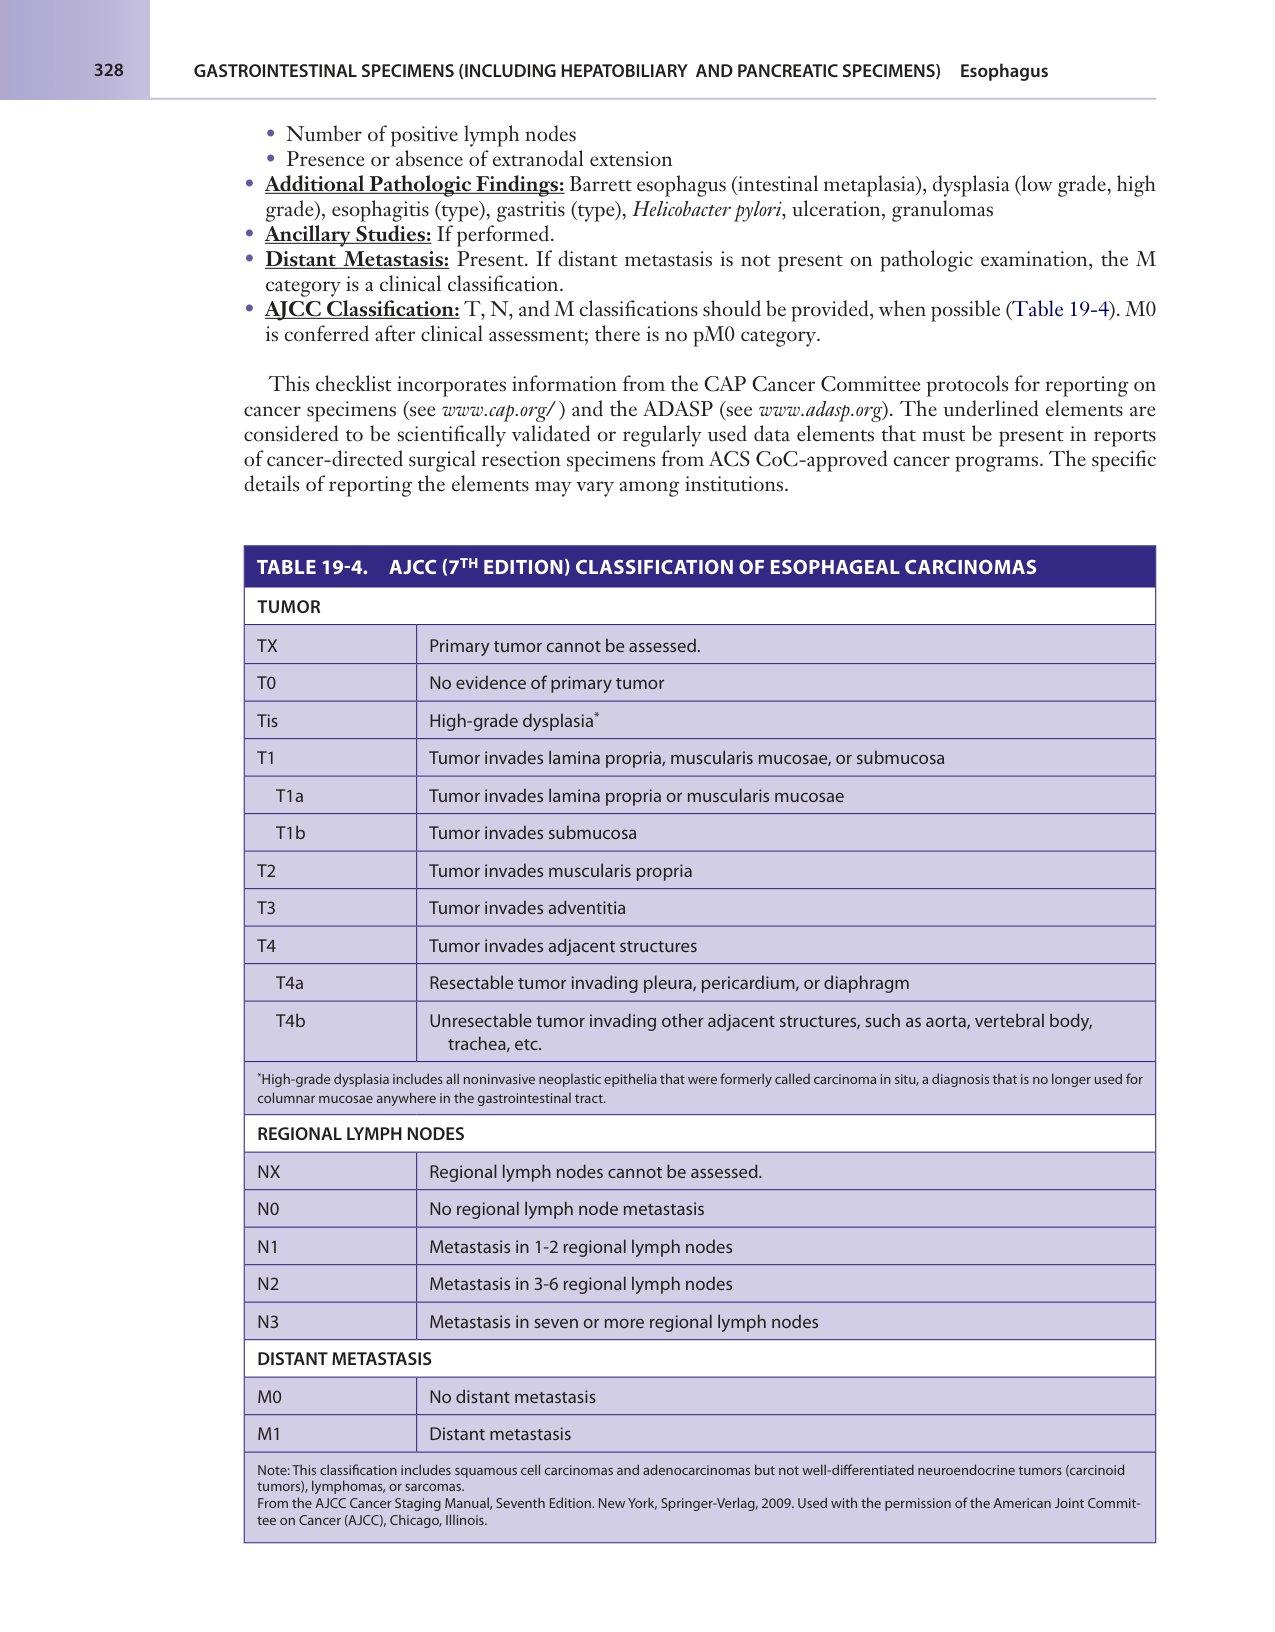 328
GASTROINTESTINAL SPECIMENS (INCLUDING HEPATOBILIARY AND PANCREATIC SPECIMENS) Esophagus
• Number of positive lymph nodes
• Presence or absence of extranodal extension
• Additional Pathologic Findings: Barrett esophagus (intestinal metaplasia), dysplasia (low grade, high
grade), esophagitis (type), gastritis (type), Helicobacter pylori, ulceration, granulomas
• Ancillary Studies: If performed.
• Distant Metastasis: Present. If distant metastasis is not present on pathologic examination, the M
category is a clinical classification.
• AJCC Classification: T, N, and M classifications should be provided, when possible (Table 19-4). M0
is conferred after clinical assessment; there is no pM0 category.
This checklist incorporates information from the CAP Cancer Committee protocols for reporting on
cancer specimens (see www.cap.org/ ) and the ADASP (see www.adasp.org). The underlined elements are
considered to be scientifically validated or regularly used data elements that must be present in reports
of cancer-directed surgical resection specimens from ACS CoC-approved cancer programs. The specific
details of reporting the elements may vary among institutions.
TABLE 19-4. AJCC (7TH EDITION) CLASSIFICATION OF ESOPHAGEAL CARCINOMAS
TUMOR
TX Primary tumor cannot be assessed.
T0 No evidence of primary tumor
Tis High-grade dysplasia*
T1 Tumor invades lamina propria, muscularis mucosae, or submucosa
T1a Tumor invades lamina propria or muscularis mucosae
T1b Tumor invades submucosa
T2 Tumor invades muscularis propria
T3 Tumor invades adventitia
T4 Tumor invades adjacent structures
T4a Resectable tumor invading pleura, pericardium, or diaphragm
T4b Unresectable tumor invading other adjacent structures, such as aorta, vertebral body,
trachea, etc.
*High-grade dysplasia includes all noninvasive neoplastic epithelia that were formerly called carcinoma in situ, a diagnosis that is no longer used for
columnar mucosae anywhere in the gastrointestinal tract.
REGIONAL LYMPH NODES
NX Regional lymph nodes cannot be assessed.
N0 No regional lymph node metastasis
N1 Metastasis in 1-2 regional lymph nodes
N2 Metastasis in 3-6 regional lymph nodes
N3 Metastasis in seven or more regional lymph nodes
DISTANT METASTASIS
M0 No distant metastasis
M1 Distant metastasis
Note: This classification includes squamous cell carcinomas and adenocarcinomas but not well-differentiated neuroendocrine tumors (carcinoid
tumors), lymphomas, or sarcomas.
From the AJCC Cancer Staging Manual, Seventh Edition. New York, Springer-Verlag, 2009. Used with the permission of the American Joint Commit-
tee on Cancer (AJCC), Chicago, Illinois.